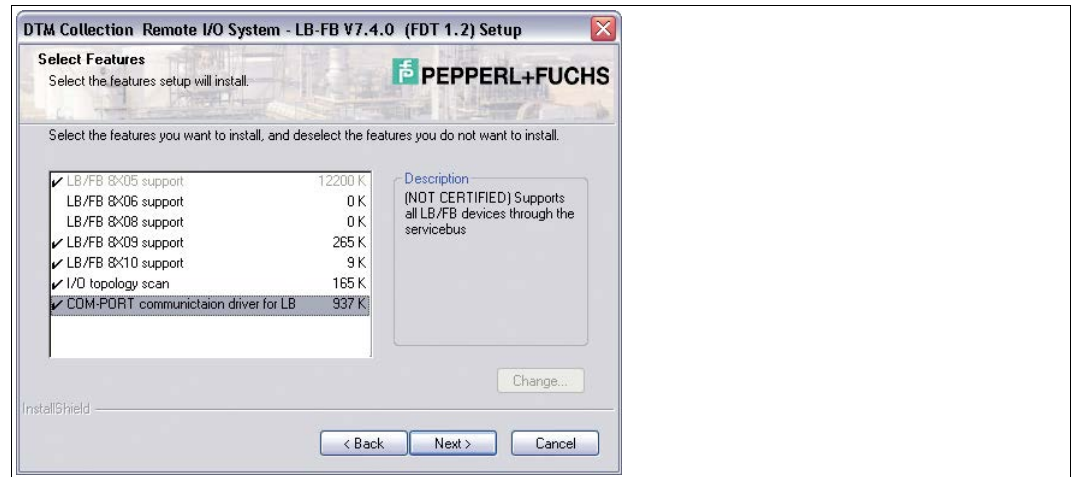 DTM Collection Remote I/O System - LB-FB V7.4.0 (FDT 1.2) Setup
Select Features
Select the features setup will install.
PEPPERL+FUCHS
Select the features you want to install, and deselect the features you do not want to install.
LB/FB 8X05 support 12200 K
LB/FB 8X06 support 0 K
LB/FB 8X08 support 0 K
LB/FB 8X09 support 265 K
LB/FB 8X10 support 9 K
I/O topology scan 165 K
COM-PORT communictaion driver for LB 937 K
Description
(NOT CERTIFIED) Supports
all LB/FB devices through the
servicebus
Change...
InstallShield
< Back Next > Cancel